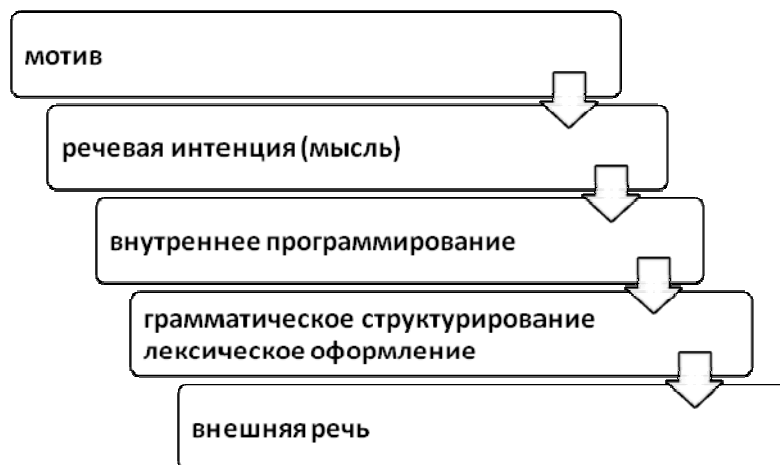 мотив
речевая интенция (мысль)
внутреннее программирование
грамматическое структурирование
лексическое оформление
внешняя речь